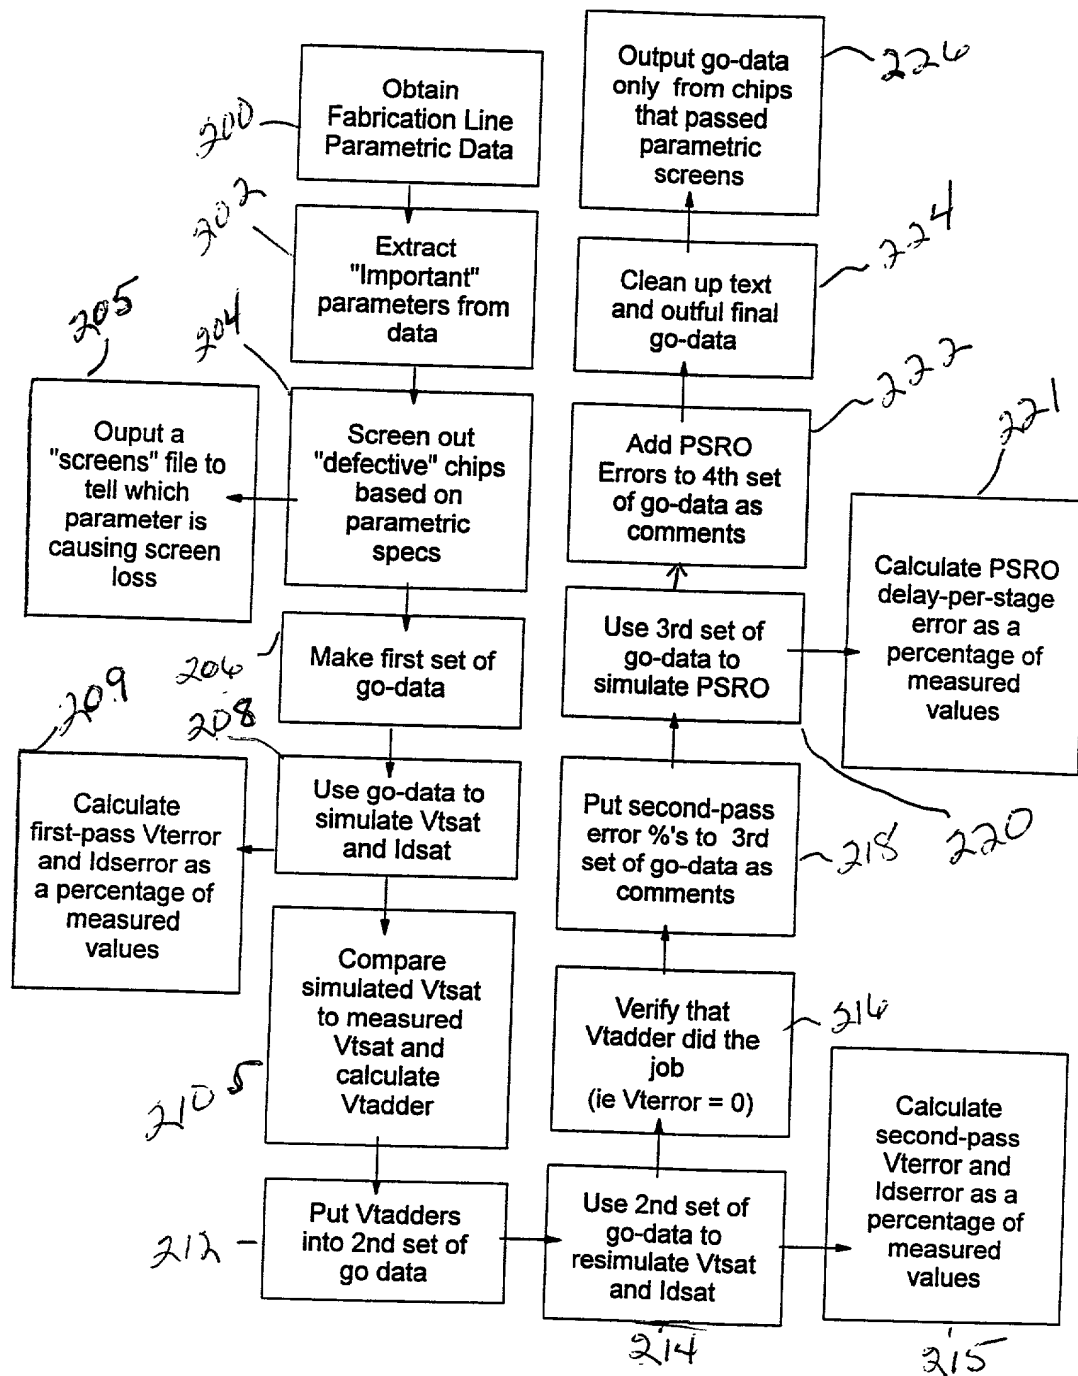 200
Obtain
Fabrication Line
Parametric Data
202
Extract
"Important"
parameters from
data
204
Screen out
"defective" chips
based on
parametric
specs
205
Ouput a
"screens" file to
tell which
parameter is
causing screen
loss
206
Make first set of
go-data
208
Use go-data to
simulate Vtsat
and Idsat
209
Calculate
first-pass Vterror
and Idserror as
a percentage of
measured
values
210
Compare
simulated Vtsat
to measured
Vtsat and
calculate
Vtadder
212
Put Vtadders
into 2nd set of
go data
Use 2nd set of
go-data to
resimulate Vtsat
and Idsat
214
Calculate
second-pass
Vterror and
Idserror as a
percentage of
measured
values
215
Verify that
Vtadder did the
job
(ie Vterror = 0)
216
Put second-pass
error %'s to 3rd
set of go-data as
comments
218
Use 3rd set of
go-data to
simulate PSRO
220
Calculate PSRO
delay-per-stage
error as a
percentage of
measured
values
221
Add PSRO
Errors to 4th set
of go-data as
comments
222
Clean up text
and outful final
go-data
224
Output go-data
only from chips
that passed
parametric
screens
226